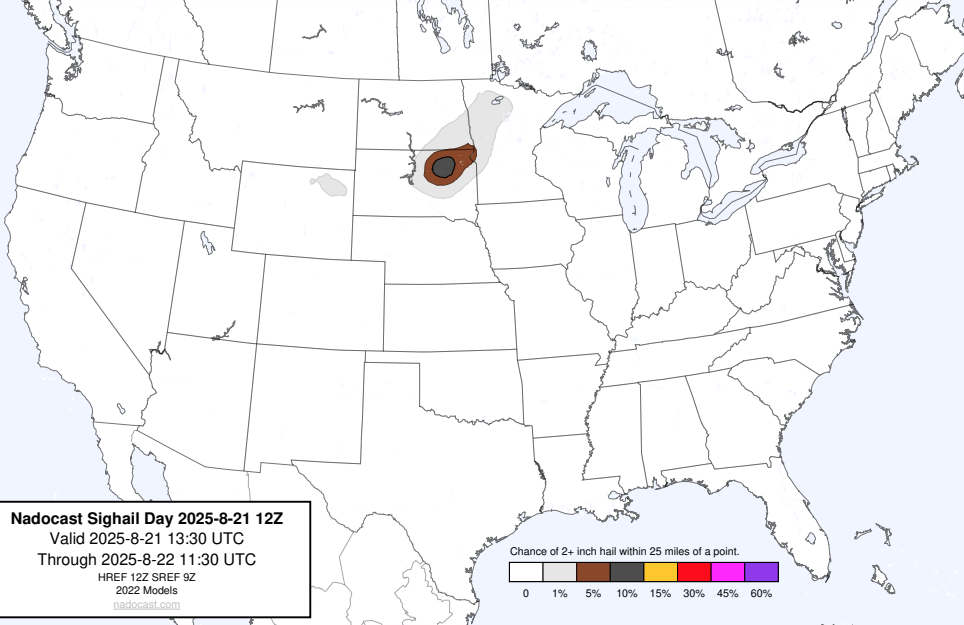 Nadocast Sighail Day 2025-8-21 12Z
Valid 2025-8-21 13:30 UTC
Through 2025-8-22 11:30 UTC
HREF 12Z SREF 9Z
2022 Models
nadocast.com
Chance of 2+ inch hail within 25 miles of a point.
0 1% 5% 10% 15% 30% 45% 60%